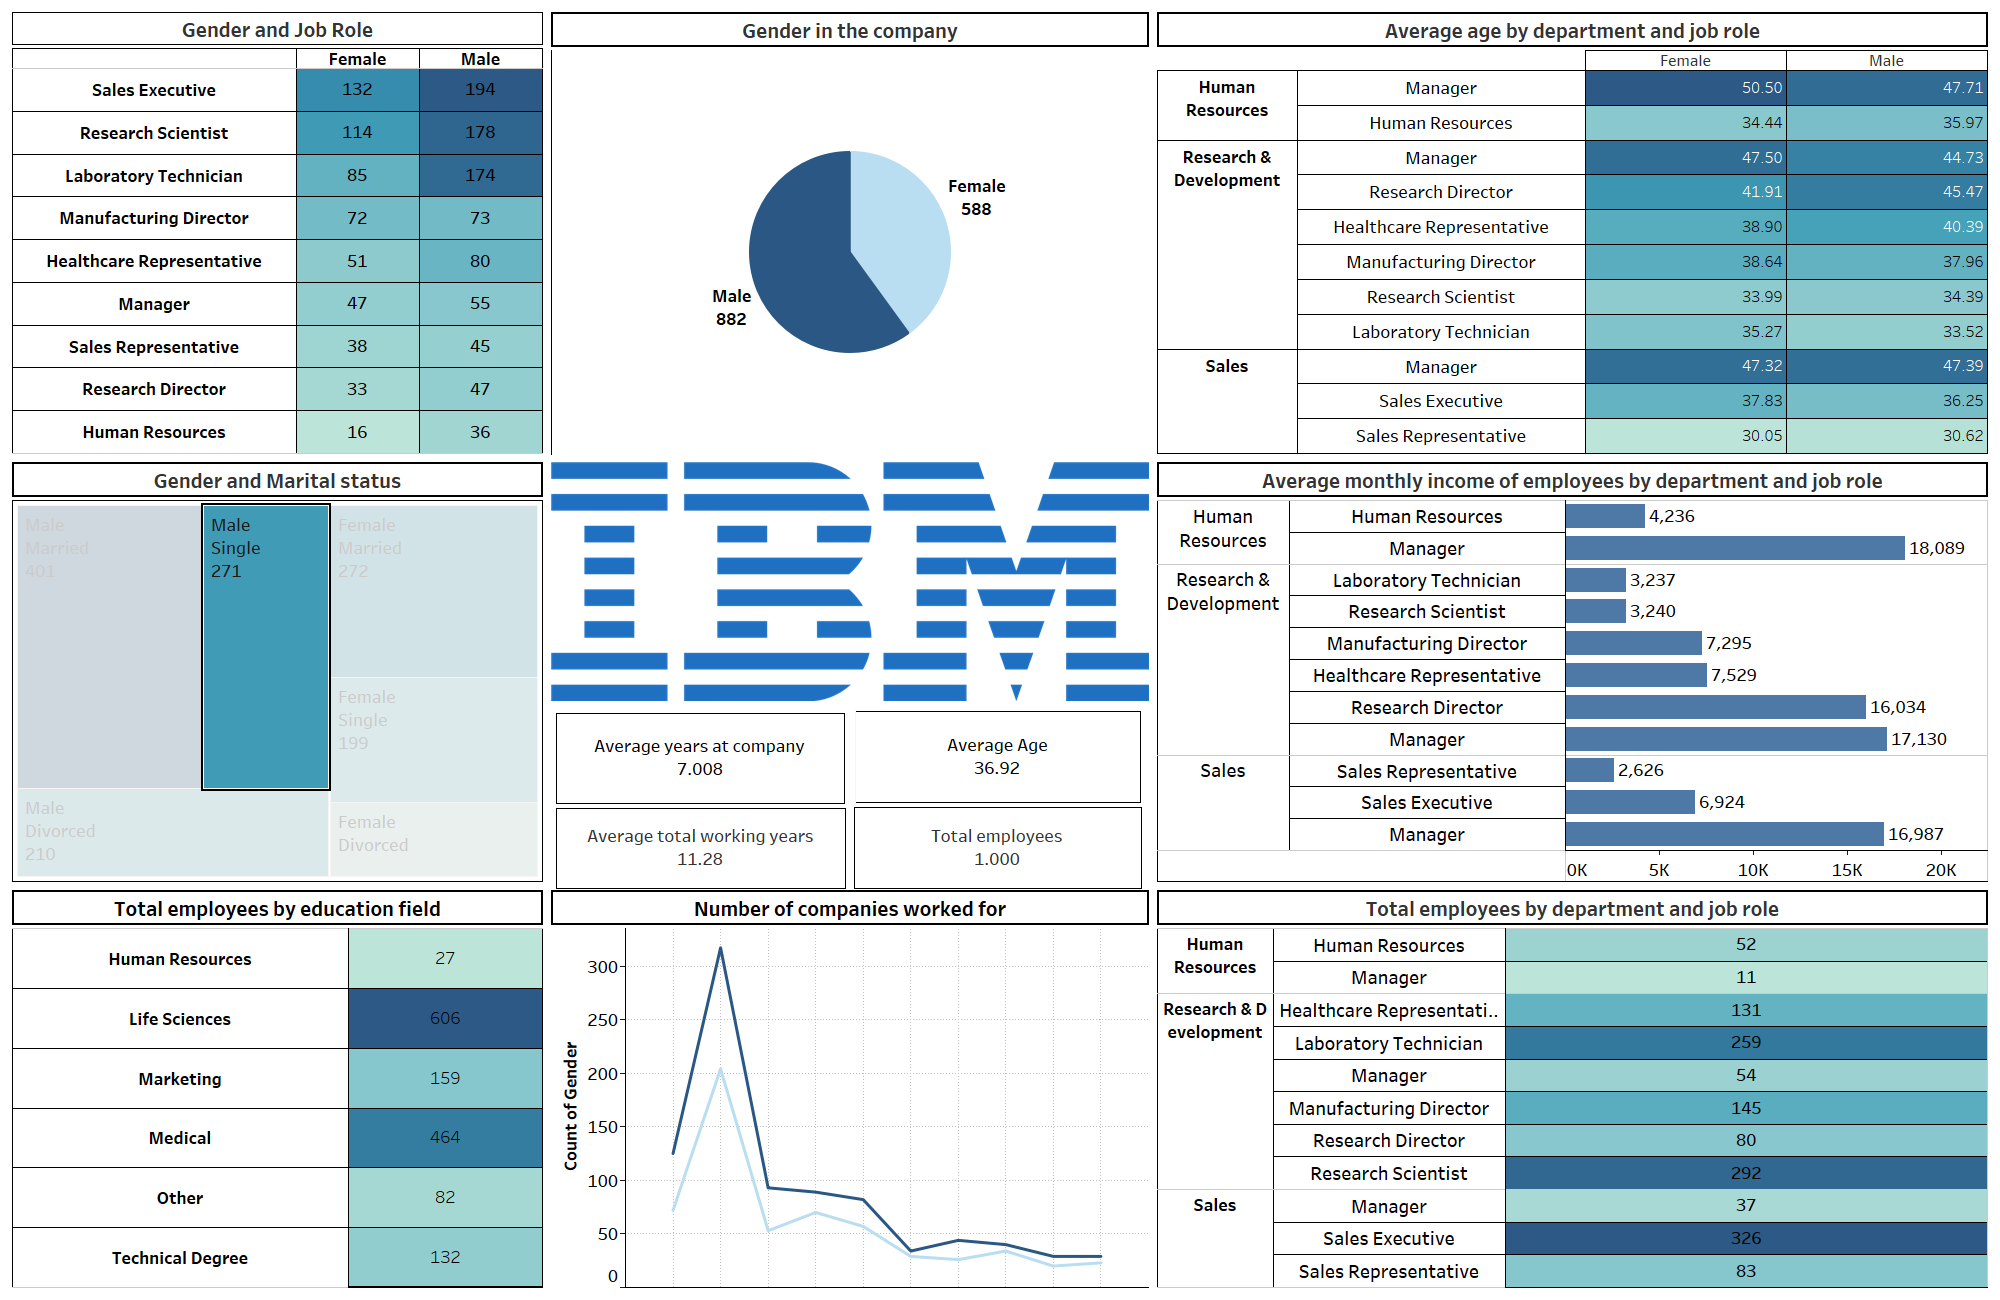 Gender and Job Role
Female Male
Sales Executive 132 194
Research Scientist 114 178
Laboratory Technician 85 174
Manufacturing Director 72 73
Healthcare Representative 51 80
Manager 47 55
Sales Representative 38 45
Research Director 33 47
Human Resources 16 36
Gender in the company
Female
588
Male
882
Average age by department and job role
Female Male
Human
Resources
Manager 50.50 47.71
Human Resources 34.44 35.97
Research &
Development
Manager 47.50 44.73
Research Director 41.91 45.47
Healthcare Representative 38.90 40.39
Manufacturing Director 38.64 37.96
Research Scientist 33.99 34.39
Laboratory Technician 35.27 33.52
Sales
Manager 47.32 47.39
Sales Executive 37.83 36.25
Sales Representative 30.05 30.62
Gender and Marital status
Male
Married
401
Male
Single
271
Female
Married
272
Female
Single
199
Male
Divorced
210
Female
Divorced
IBM
Average years at company
7.008
Average Age
36.92
Average total working years
11.28
Total employees
1.000
Average monthly income of employees by department and job role
Human
Resources
Human Resources 4,236
Manager 18,089
Research &
Development
Laboratory Technician 3,237
Research Scientist 3,240
Manufacturing Director 7,295
Healthcare Representative 7,529
Research Director 16,034
Manager 17,130
Sales
Sales Representative 2,626
Sales Executive 6,924
Manager 16,987
0K 5K 10K 15K 20K
Total employees by education field
Human Resources 27
Life Sciences 606
Marketing 159
Medical 464
Other 82
Technical Degree 132
Number of companies worked for
Count of Gender
300
250
200
150
100
50
0
Total employees by department and job role
Human
Resources
Human Resources 52
Manager 11
Research & D
evelopment
Healthcare Representati.. 131
Laboratory Technician 259
Manager 54
Manufacturing Director 145
Research Director 80
Research Scientist 292
Sales
Manager 37
Sales Executive 326
Sales Representative 83